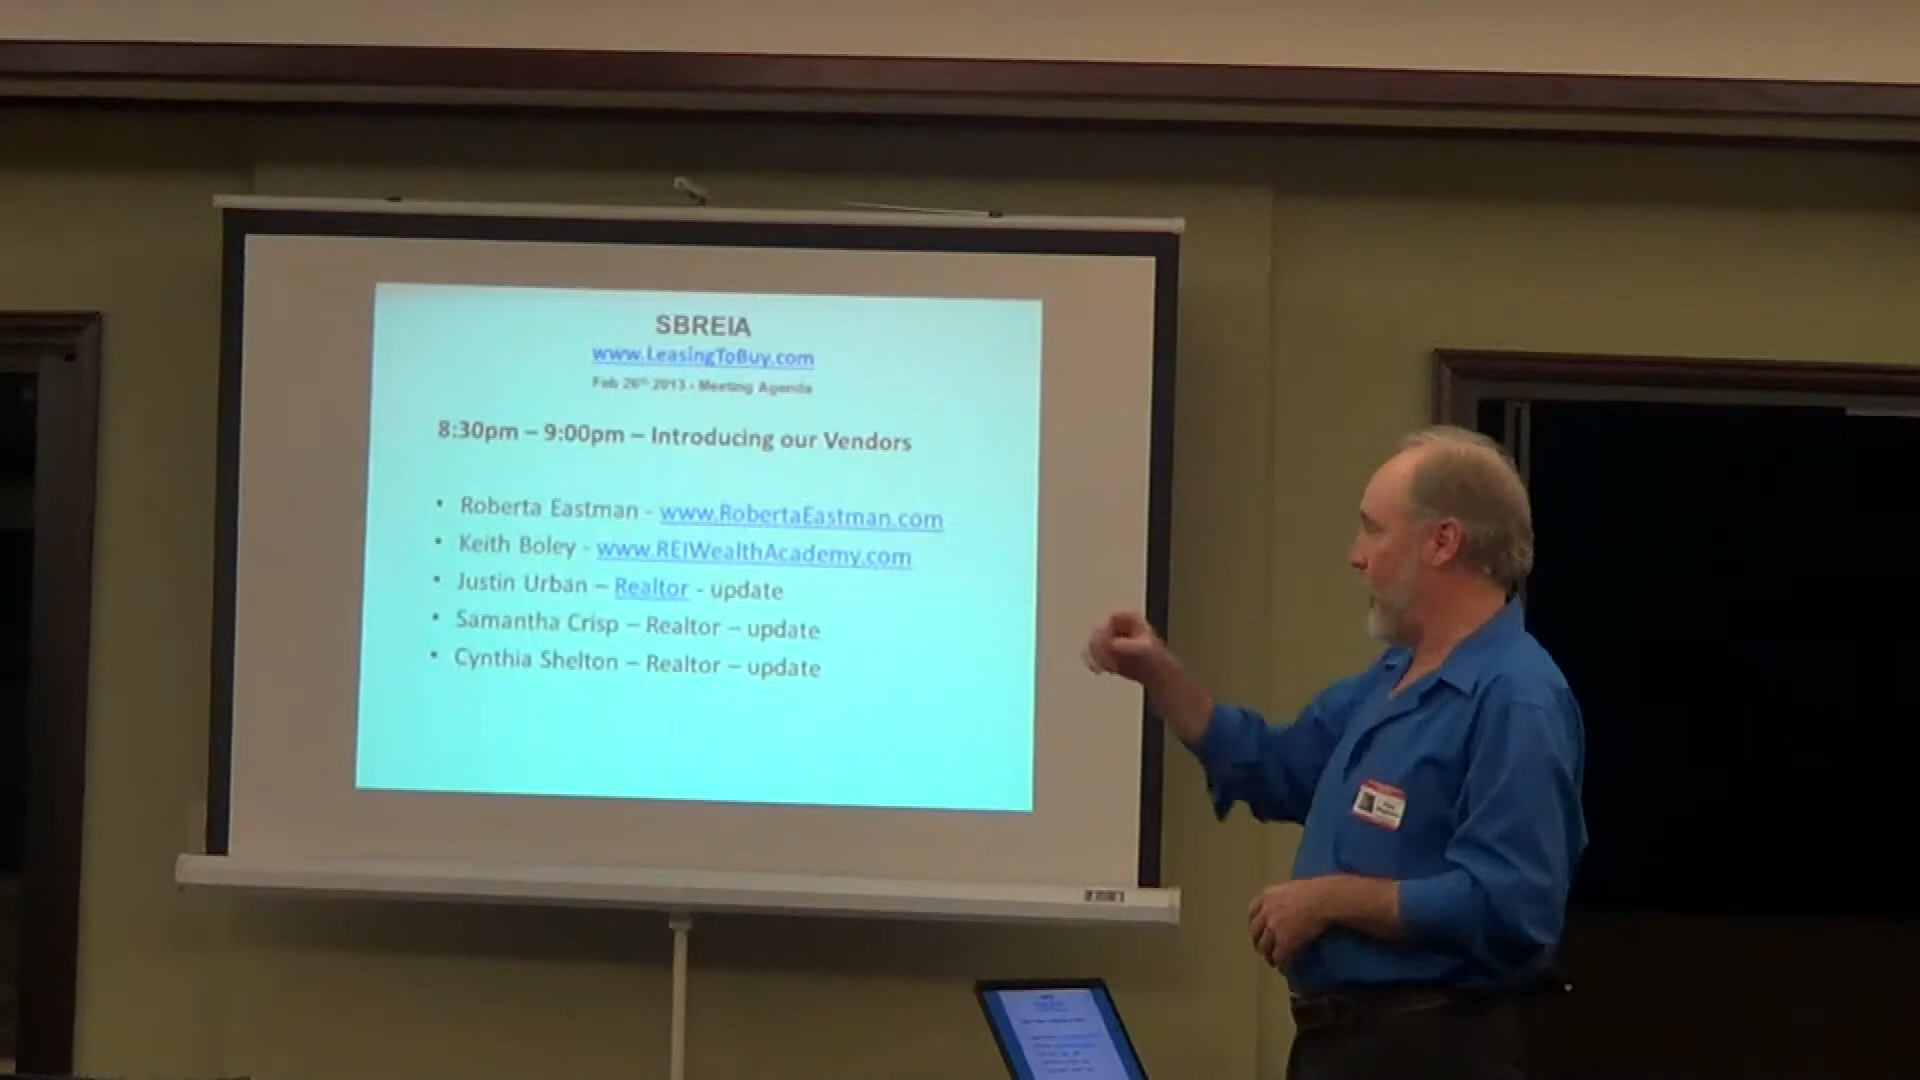 SBREIA
www.LeasingToBuy.com
Feb 26th 2013 - Meeting Agenda
8:30pm – 9:00pm – Introducing our Vendors
• Roberta Eastman - www.RobertaEastman.com
• Keith Boley - www.REIWealthAcademy.com
• Justin Urban – Realtor - update
• Samantha Crisp – Realtor – update
• Cynthia Shelton – Realtor – update